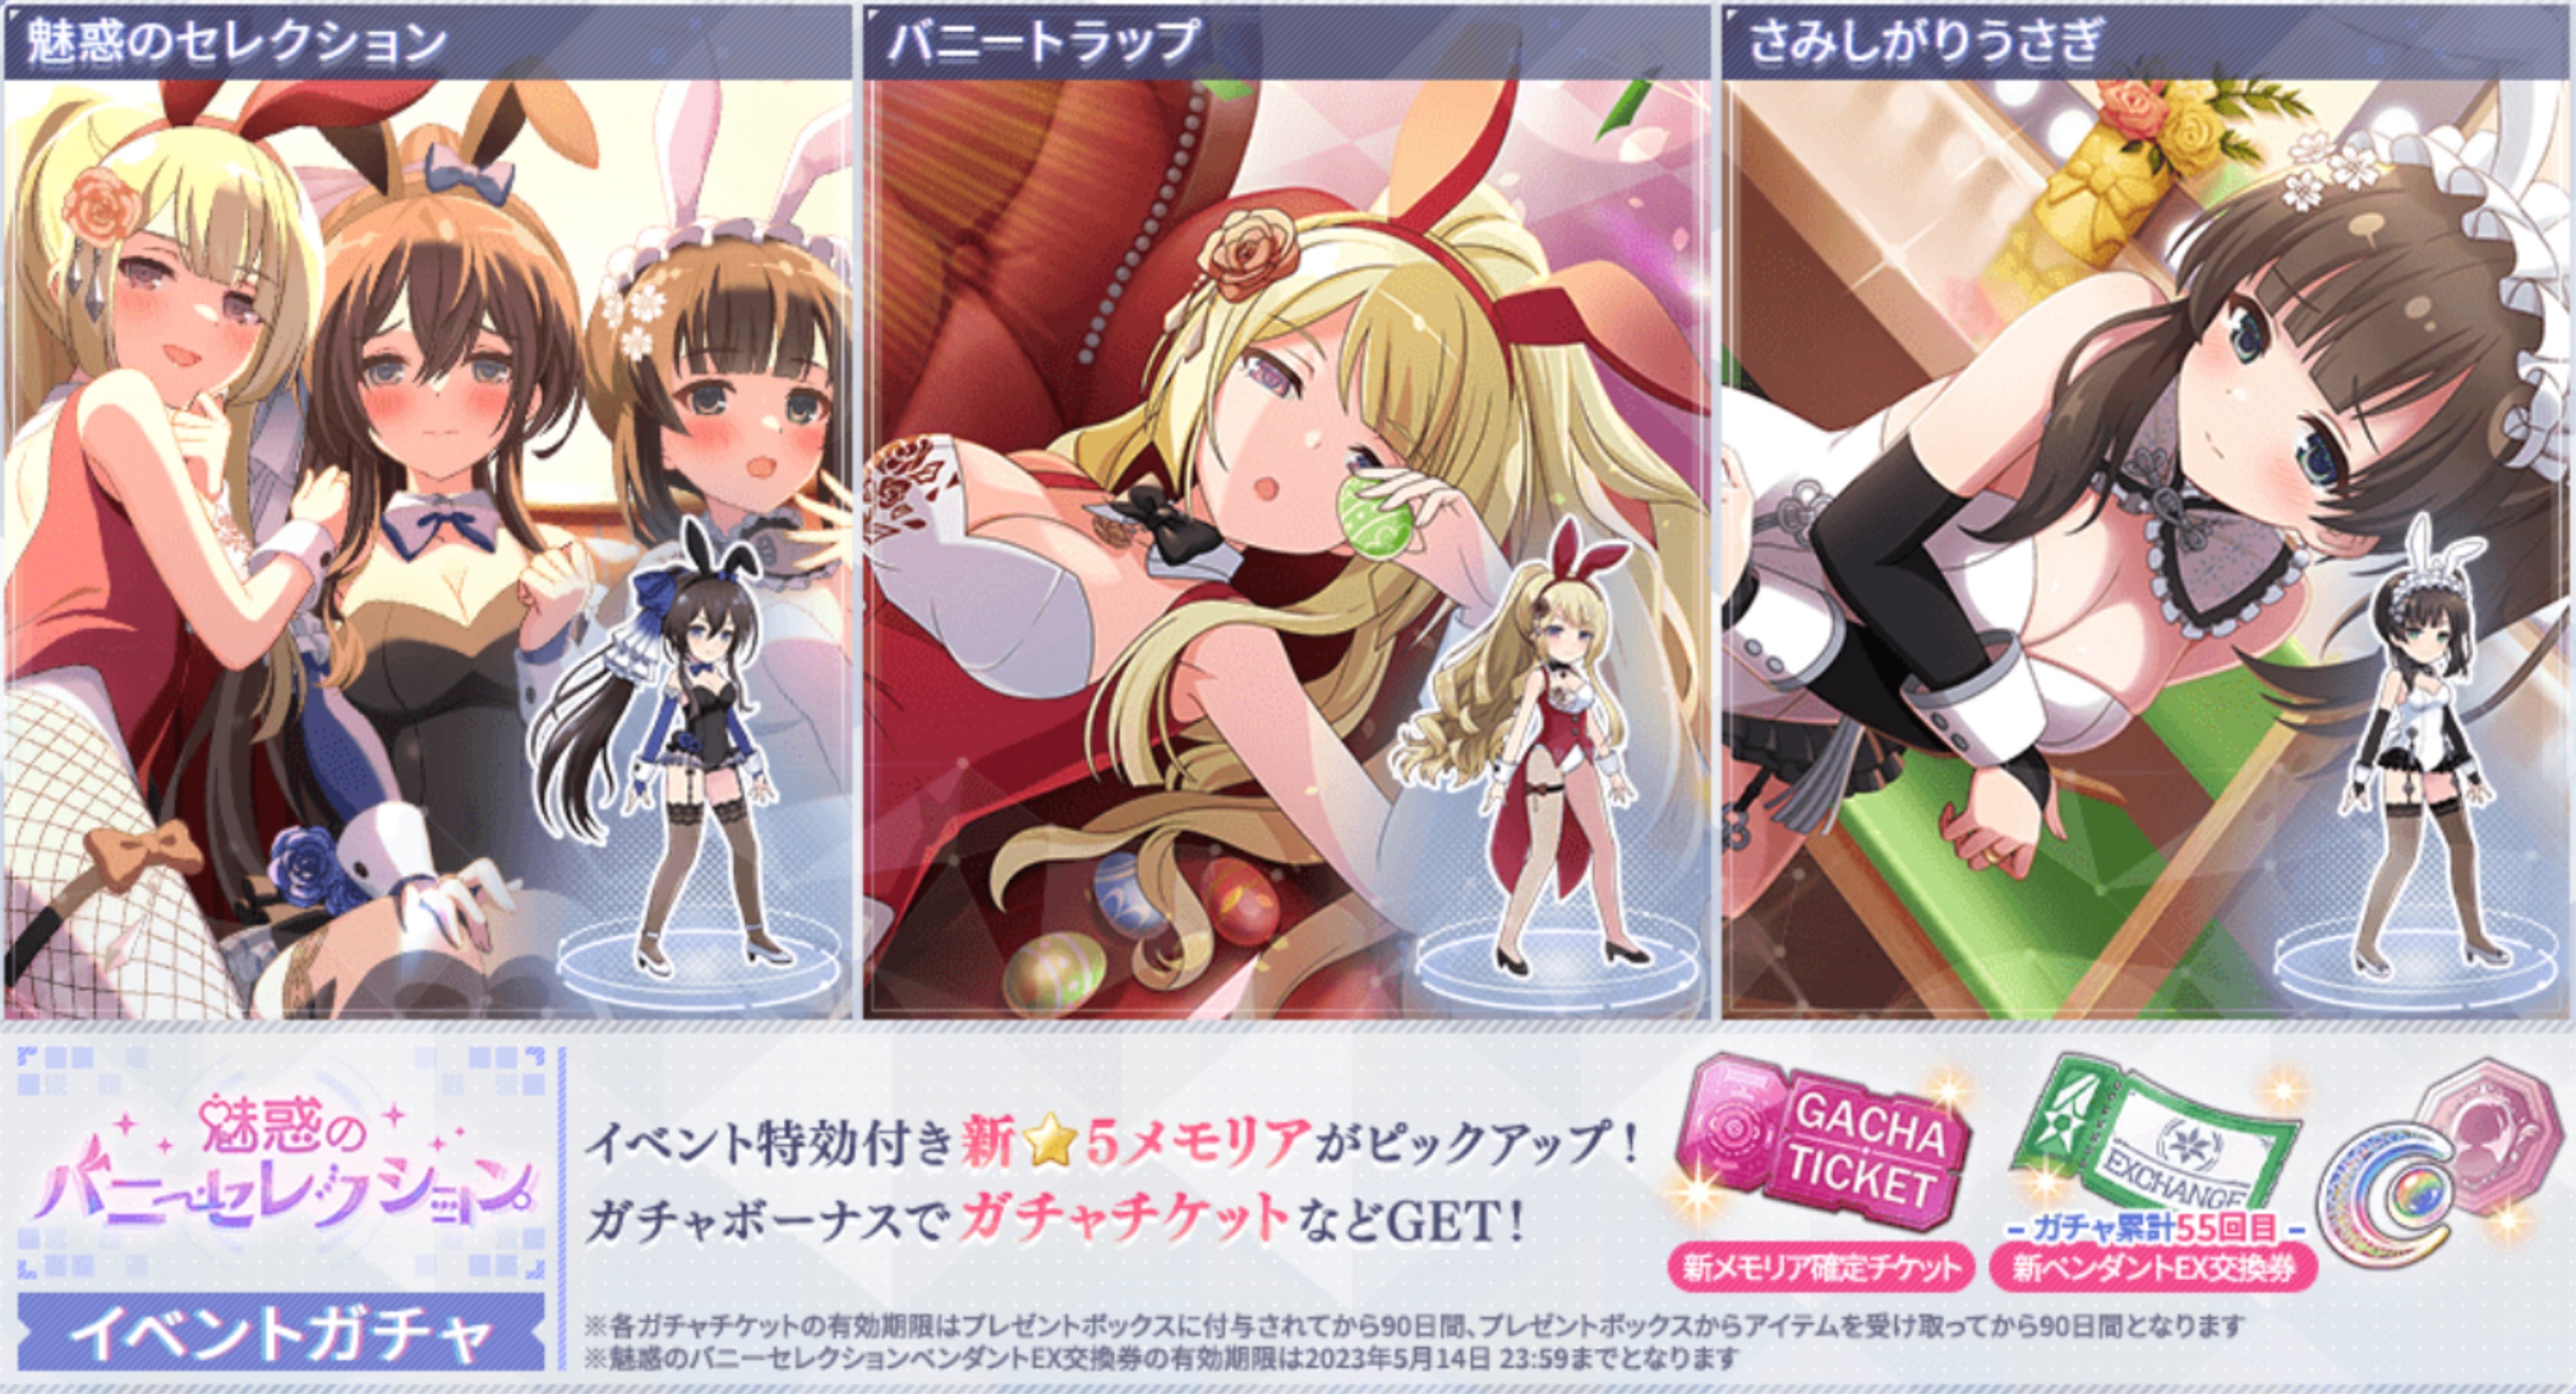 魅惑のセレクション
バニートラップ
さみしがりうさぎ
魅惑の
バニーセレクション
イベントガチャ
イベント特効付き新⭐5メモリアがピックアップ!
ガチャボーナスでガチャチケットなどGET!
GACHA
TICKET
新メモリア確定チケット
EXCHANGE
ガチャ累計55回目
新ペンダントEX交換券
※各ガチャチケットの有効期限はプレゼントボックスに付与されてから90日間、プレゼントボックスからアイテムを受け取ってから90日間となります
※魅惑のバニーセレクションペンダントEX交換券の有効期限は2023年5月14日 23:59までとなります